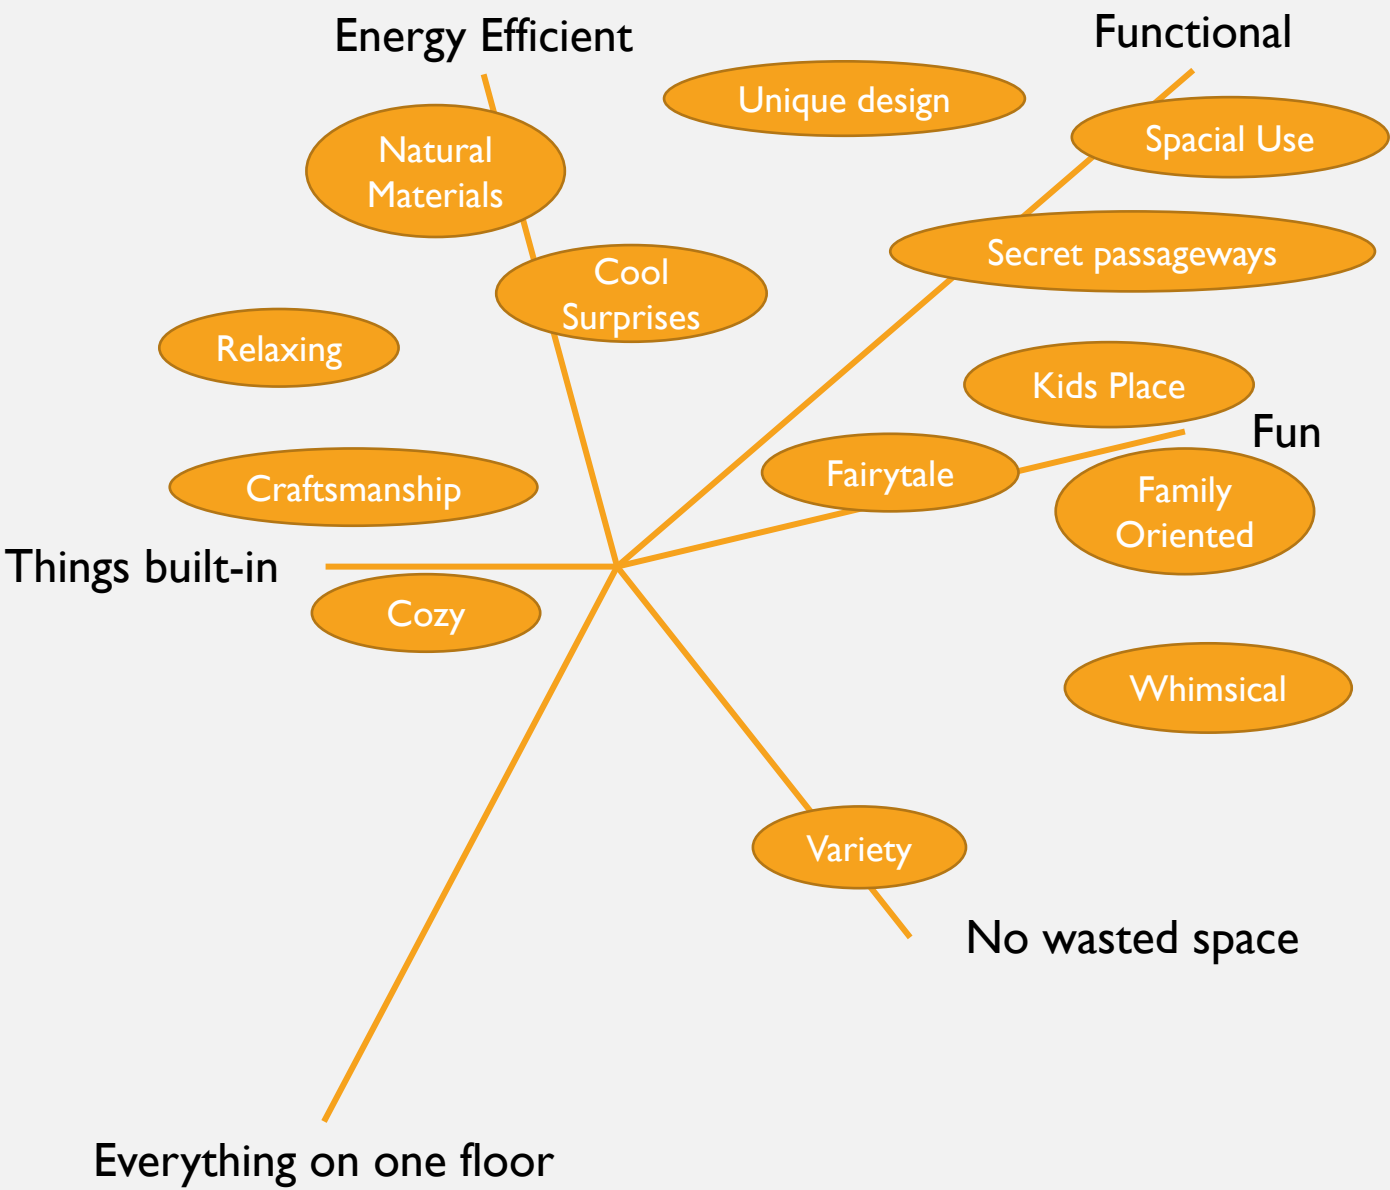 Energy Efficient
Functional
Unique design
Spacial Use
Natural
Materials
Secret passageways
Cool
Surprises
Relaxing
Kids Place
Fun
Fairytale
Craftsmanship
Family
Oriented
Things built-in
Cozy
Whimsical
Variety
No wasted space
Everything on one floor